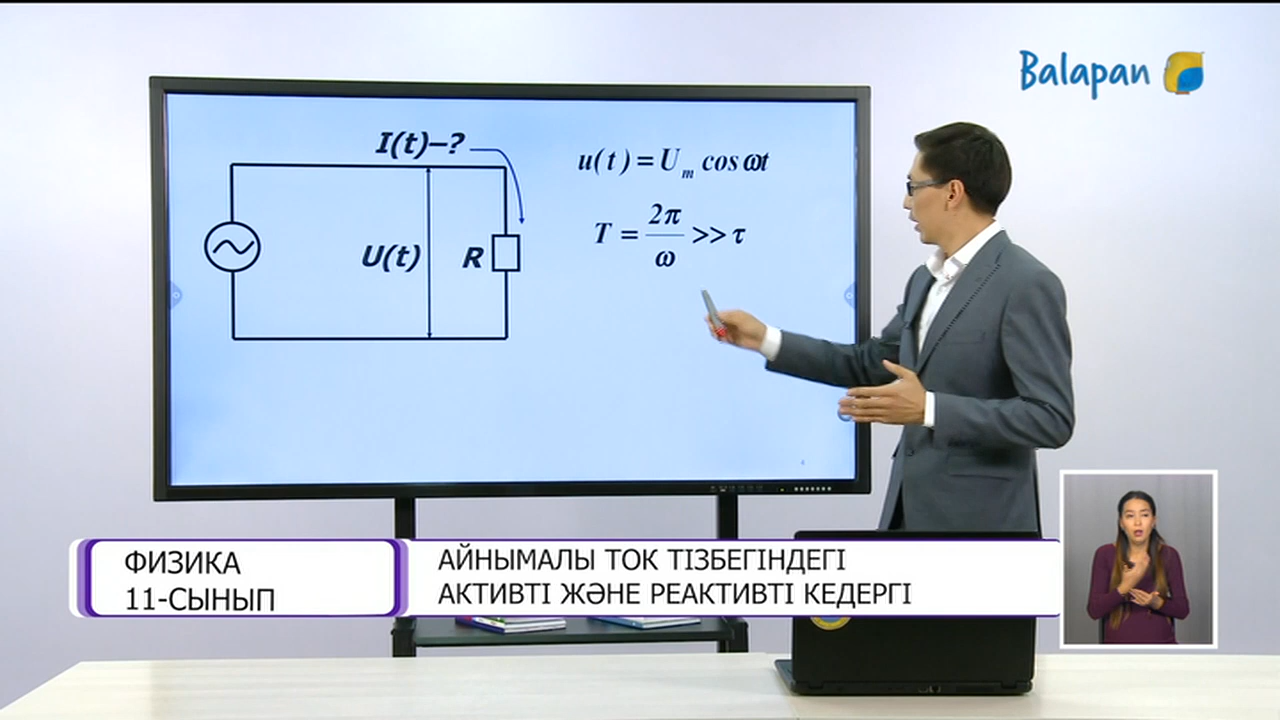 Balapan
I(t)–?
u(t) = U_m cos ωt
T = 2π/ω >> τ
U(t)
R
ФИЗИКА
11-СЫНЫП
АЙНЫМАЛЫ ТОК ТІЗБЕГІНДЕГІ
АКТИВТІ ЖӘНЕ РЕАКТИВТІ КЕДЕРГІ